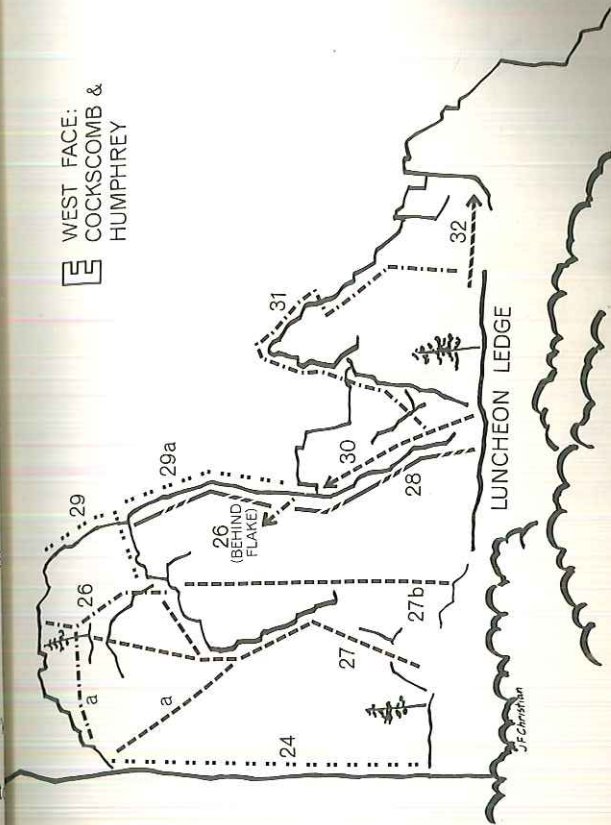 E WEST FACE:
COCKSCOMB &
HUMPHREY
29
29a
26
a
a
26
(BEHIND
FLAKE)
31
30
28
32
27b
27
24
LUNCHEON LEDGE
JFChristian